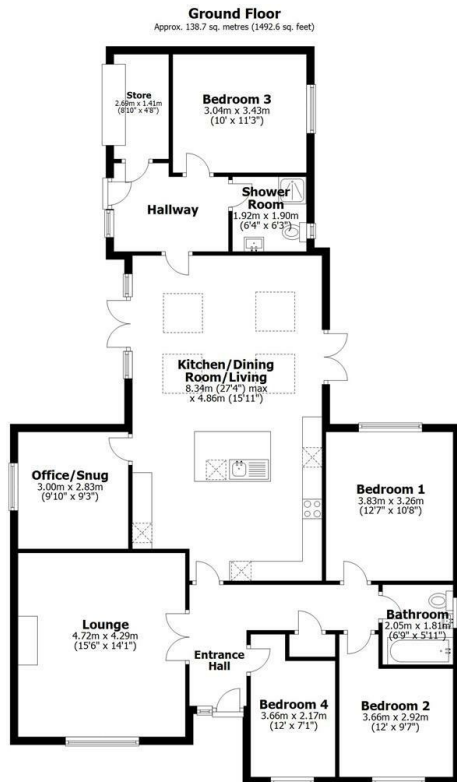 Ground Floor
Approx. 138.7 sq. metres (1492.6 sq. feet)
Store
2.69m x 1.41m
(8'10" x 4'8")
Bedroom 3
3.04m x 3.43m
(10' x 11'3")
Hallway
Shower
Room
1.92m x 1.90m
(6'4" x 6'3")
Kitchen/Dining
Room/Living
8.34m (27'4") max
x 4.86m (15'11")
Office/Snug
3.00m x 2.83m
(9'10" x 9'3")
Bedroom 1
3.83m x 3.26m
(12'7" x 10'8")
Lounge
4.72m x 4.29m
(15'6" x 14'1")
Bathroom
2.05m x 1.81m
(6'9" x 5'11")
Entrance
Hall
Bedroom 4
3.66m x 2.17m
(12' x 7'1")
Bedroom 2
3.66m x 2.92m
(12' x 9'7")